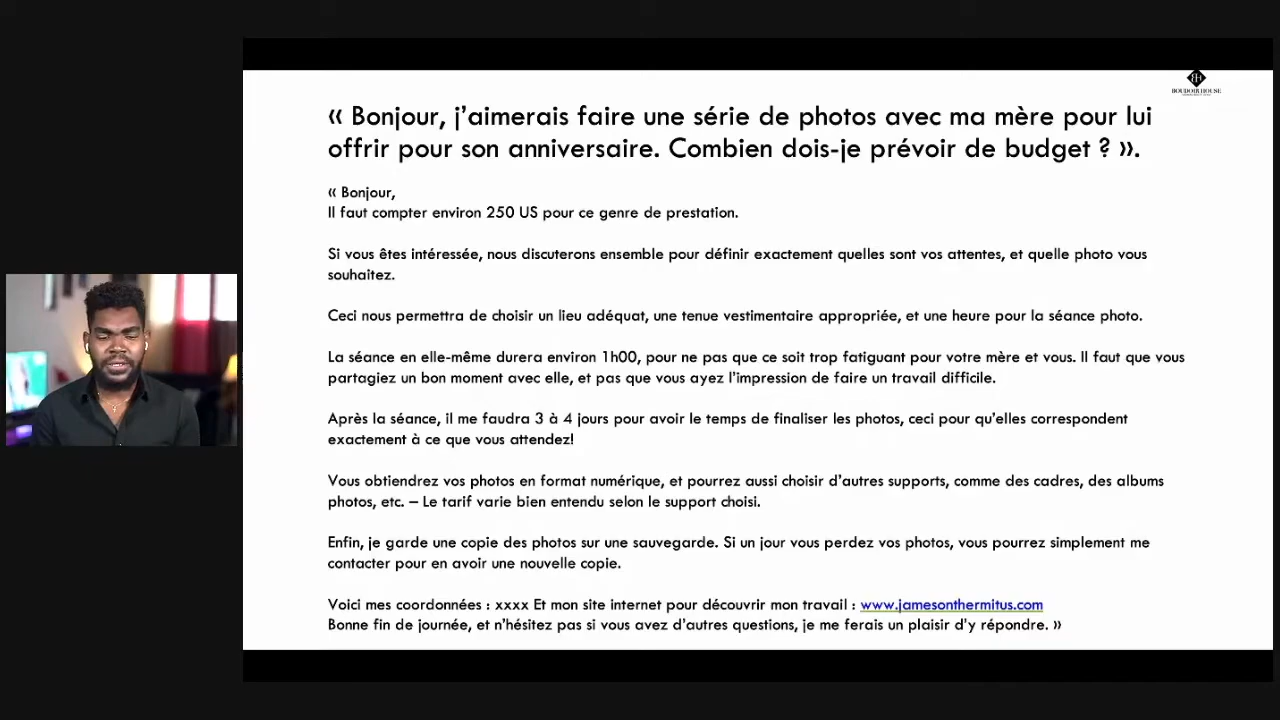 BOUDOIR HOUSE
« Bonjour, j’aimerais faire une série de photos avec ma mère pour lui
offrir pour son anniversaire. Combien dois-je prévoir de budget ? ».
« Bonjour,
Il faut compter environ 250 US pour ce genre de prestation.
Si vous êtes intéressée, nous discuterons ensemble pour définir exactement quelles sont vos attentes, et quelle photo vous
souhaitez.
Ceci nous permettra de choisir un lieu adéquat, une tenue vestimentaire appropriée, et une heure pour la séance photo.
La séance en elle-même durera environ 1h00, pour ne pas que ce soit trop fatiguant pour votre mère et vous. Il faut que vous
partagiez un bon moment avec elle, et pas que vous ayez l’impression de faire un travail difficile.
Après la séance, il me faudra 3 à 4 jours pour avoir le temps de finaliser les photos, ceci pour qu’elles correspondent
exactement à ce que vous attendez!
Vous obtiendrez vos photos en format numérique, et pourrez aussi choisir d’autres supports, comme des cadres, des albums
photos, etc. – Le tarif varie bien entendu selon le support choisi.
Enfin, je garde une copie des photos sur une sauvegarde. Si un jour vous perdez vos photos, vous pourrez simplement me
contacter pour en avoir une nouvelle copie.
Voici mes coordonnées : xxxx Et mon site internet pour découvrir mon travail : www.jamesonthermitus.com
Bonne fin de journée, et n’hésitez pas si vous avez d’autres questions, je me ferais un plaisir d'y répondre. »